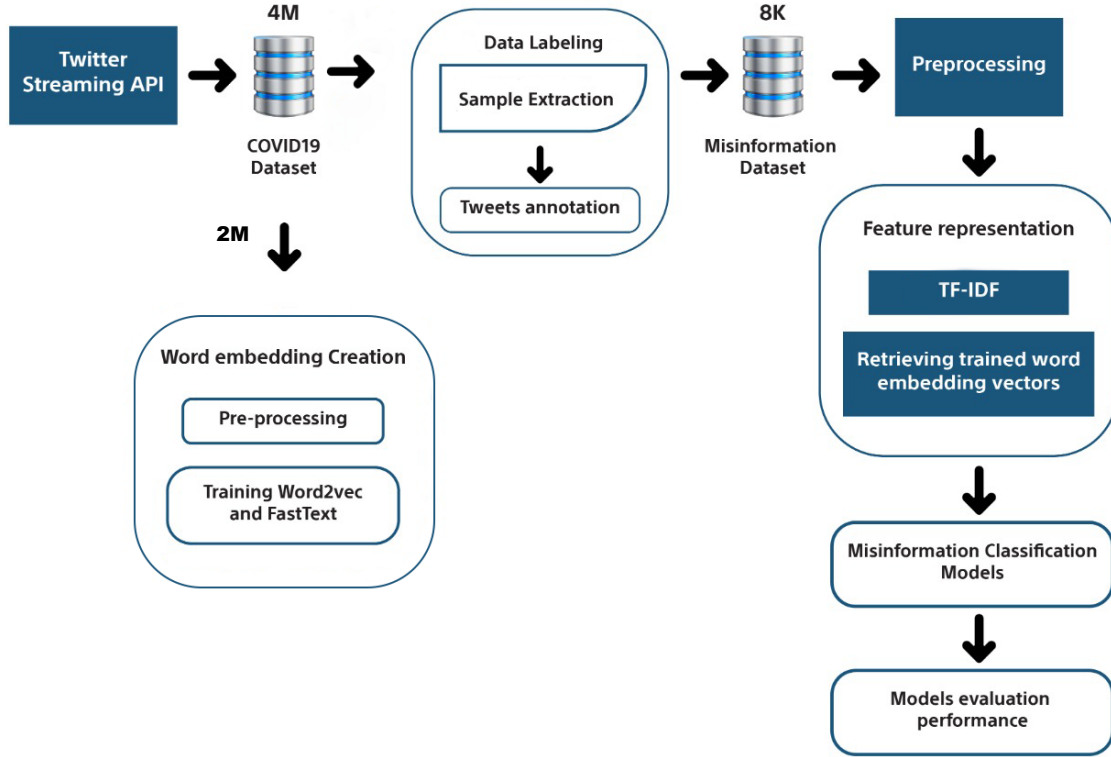 4M
8K
Twitter
Streaming API
Data Labeling
Sample Extraction
Tweets annotation
Preprocessing
COVID19
Dataset
Misinformation
Dataset
2M
Feature representation
TF-IDF
Retrieving trained word
embedding vectors
Word embedding Creation
Pre-processing
Training Word2vec
and FastText
Misinformation Classification
Models
Models evaluation
performance